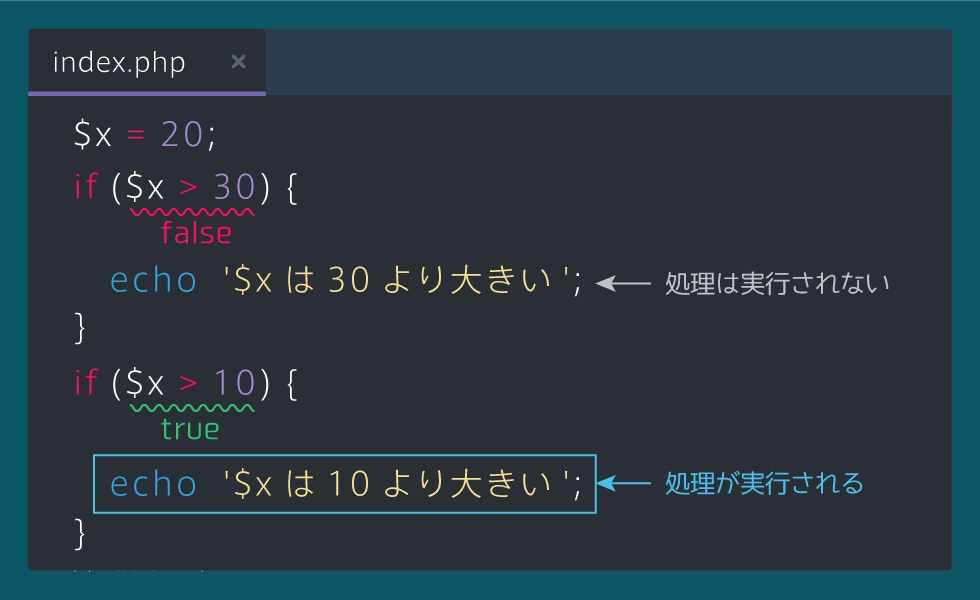 index.php ×
$x = 20;
if ($x > 30) {
false
echo '$x は 30 より大きい ';
処理は実行されない
}
if ($x > 10) {
true
echo '$x は 10 より大きい ';
処理が実行される
}